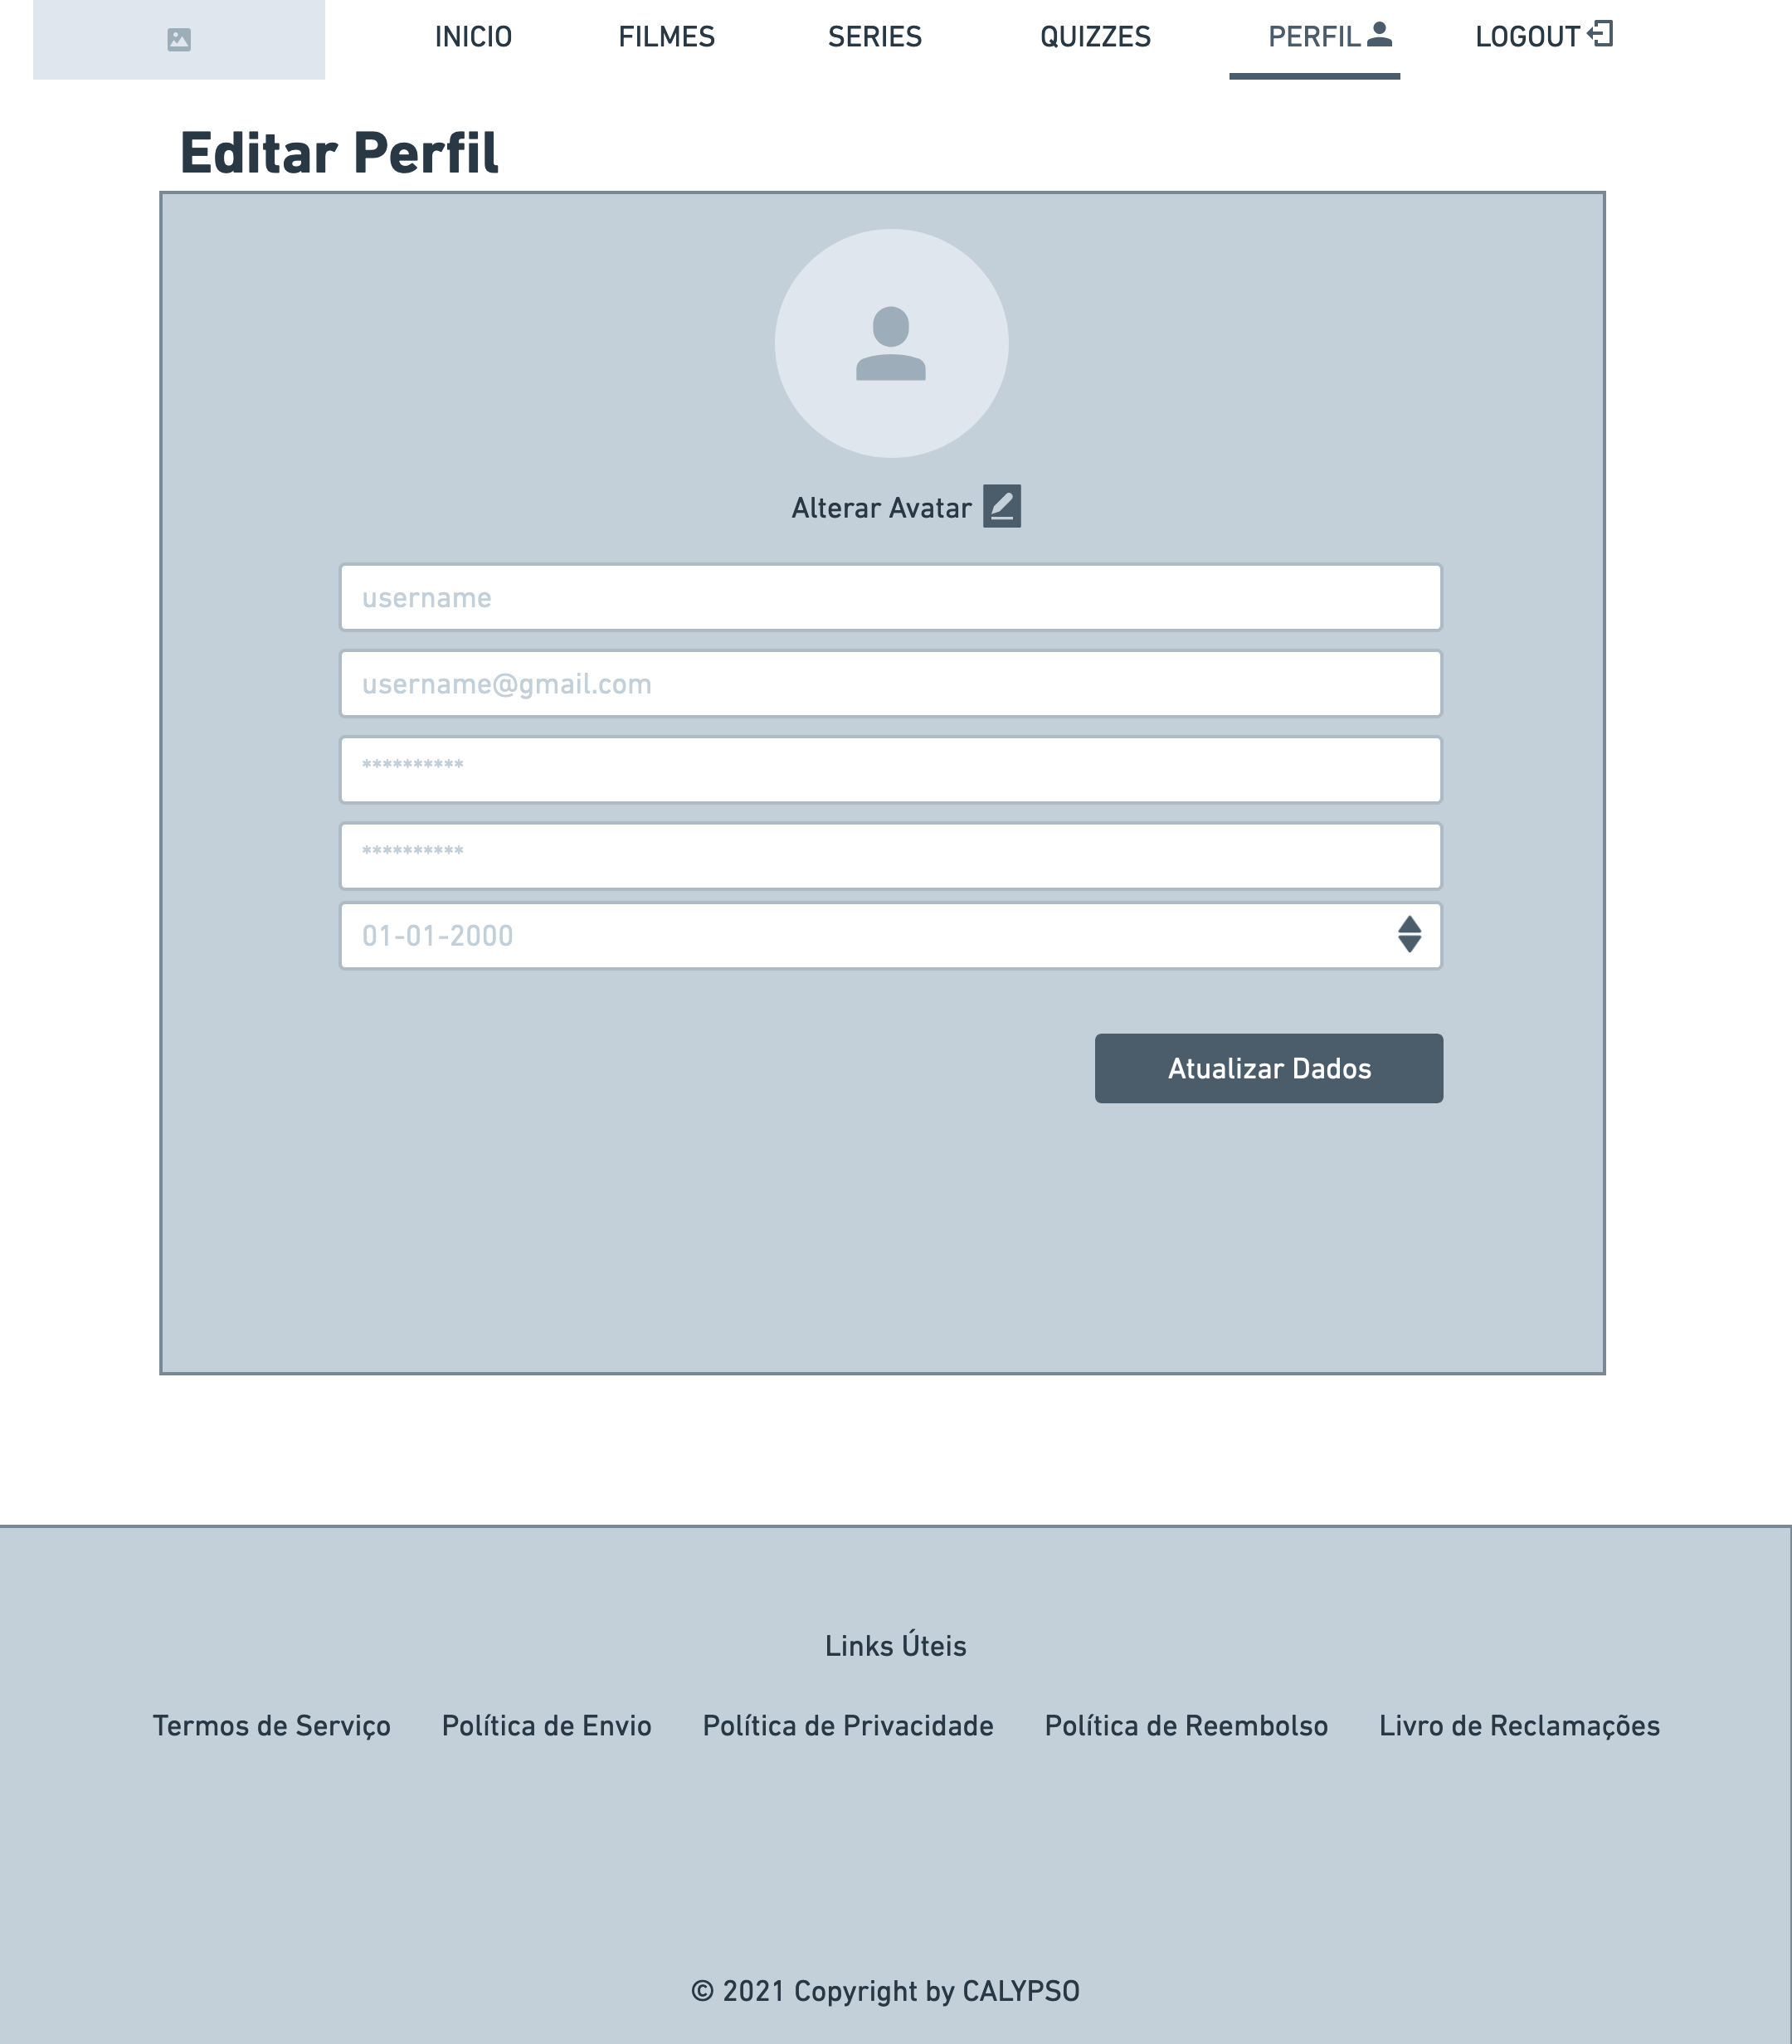 INICIO FILMES SERIES QUIZZES PERFIL LOGOUT
Editar Perfil
Alterar Avatar
username
username@gmail.com
**********
**********
01-01-2000
Atualizar Dados
Links Úteis
Termos de Serviço Política de Envio Política de Privacidade Política de Reembolso Livro de Reclamações
© 2021 Copyright by CALYPSO